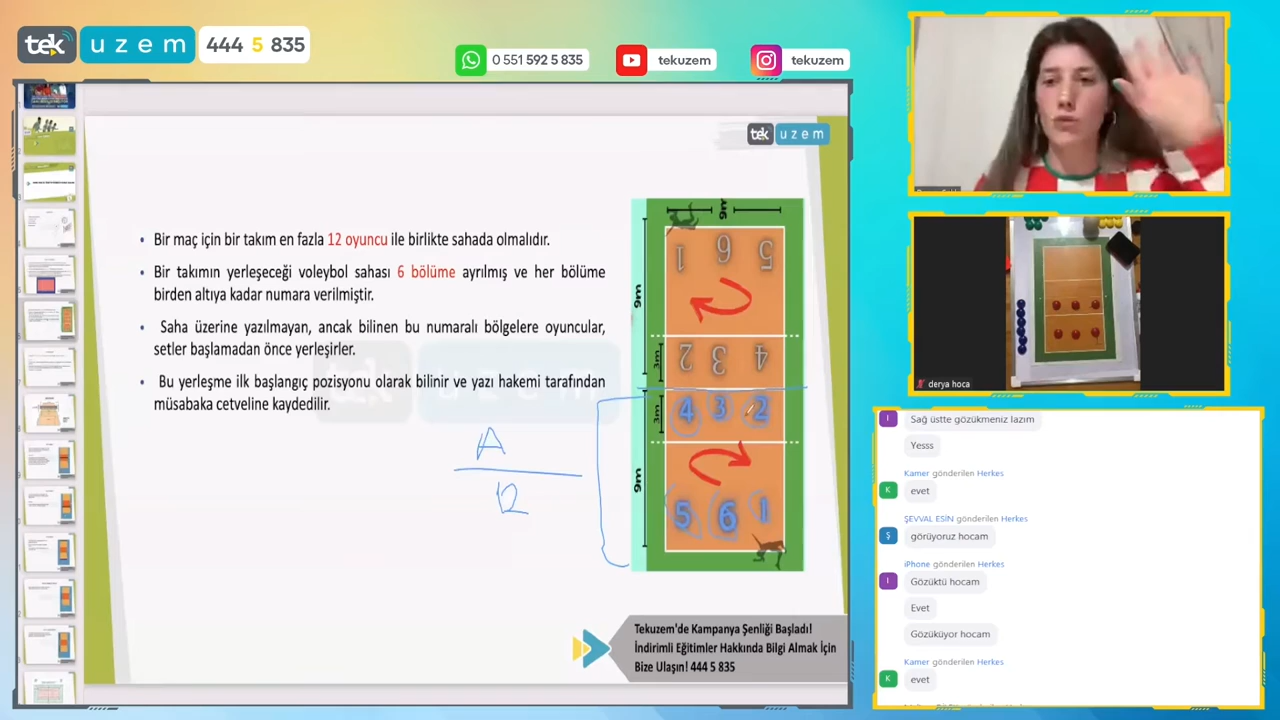 tek
uzem
444 5 835
0 551 592 5 835
tekuzem
tekuzem
tek uzem
Bir maç için bir takım en fazla 12 oyuncu ile birlikte sahada olmalıdır.
Bir takımın yerleşeceği voleybol sahası 6 bölüme ayrılmış ve her bölüme
birden altıya kadar numara verilmiştir.
Saha üzerine yazılmayan, ancak bilinen bu numaralı bölgelere oyuncular,
setler başlamadan önce yerleşirler.
Bu yerleşme ilk başlangıç pozisyonu olarak bilinir ve yazı hakemi tarafından
müsabaka cetveline kaydedilir.
A
12
9m
1 6 5
9m
2 3 4
3m
4 3 2
3m
9m
5 6 1
Tekuzem'de Kampanya Şenliği Başladı!
İndirimli Eğitimler Hakkında Bilgi Almak İçin
Bize Ulaşın! 444 5 835
derya hoca
I
Sağ üstte gözükmeniz lazım
Yesss
Kamer gönderilen Herkes
K
evet
ŞEVVAL ESİN gönderilen Herkes
Ş
görüyoruz hocam
iPhone gönderilen Herkes
I
Gözüktü hocam
Evet
Gözüküyor hocam
Kamer gönderilen Herkes
K
evet